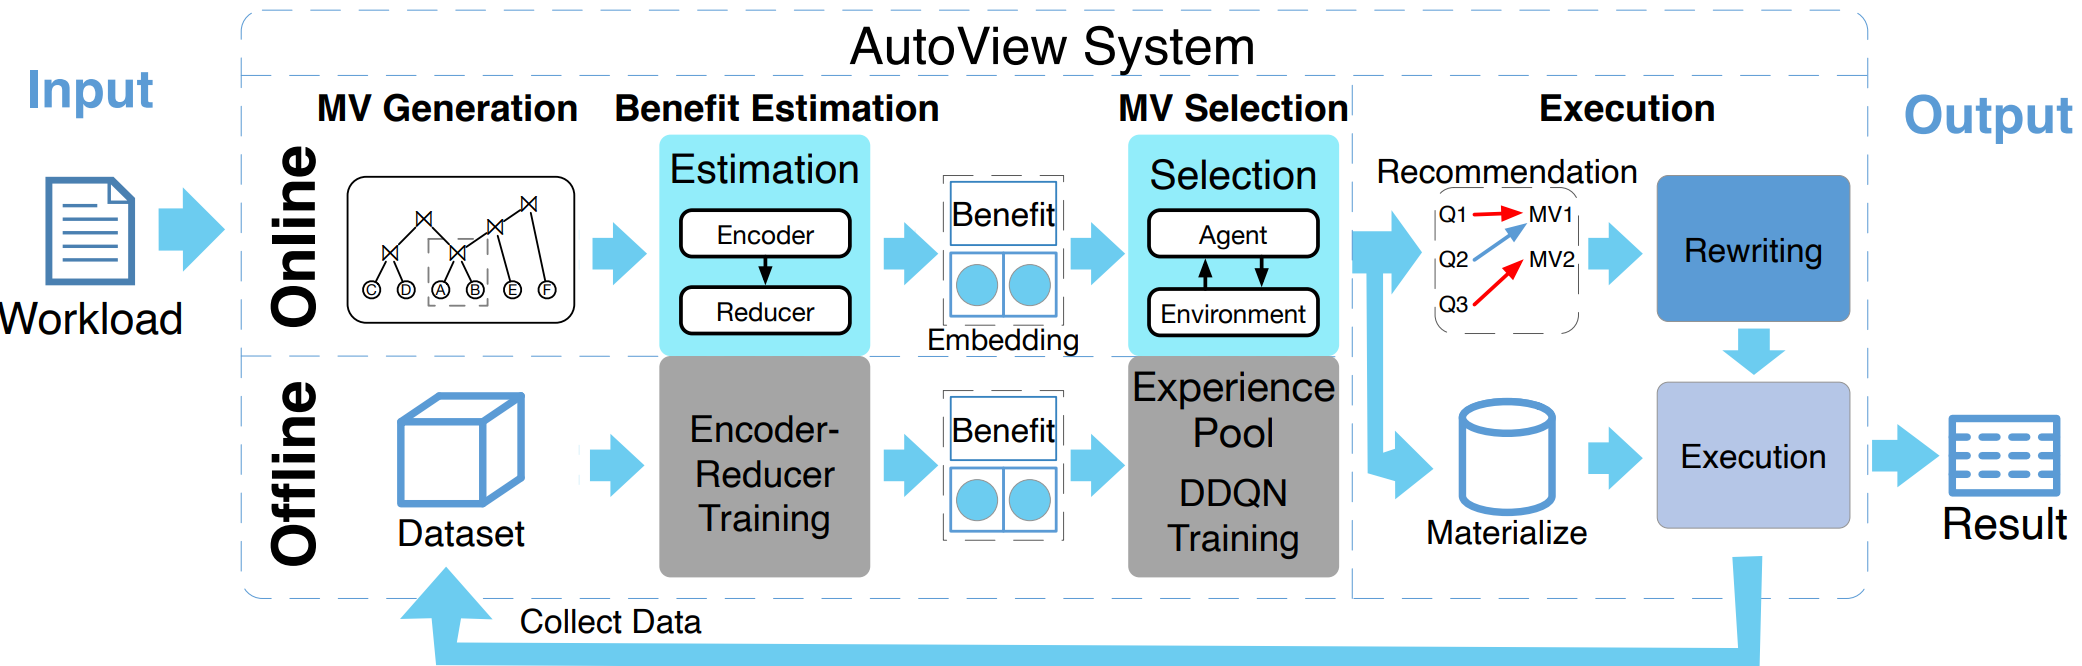 AutoView System
Input
MV Generation
Benefit Estimation
MV Selection
Execution
Output
Workload
Online
C
D
A
B
E
F
Estimation
Encoder
Reducer
Benefit
Embedding
Selection
Agent
Environment
Recommendation
Q1
MV1
Q2
MV2
Q3
Rewriting
Offline
Dataset
Encoder-
Reducer
Training
Benefit
Experience
Pool
DDQN
Training
Materialize
Execution
Result
Collect Data